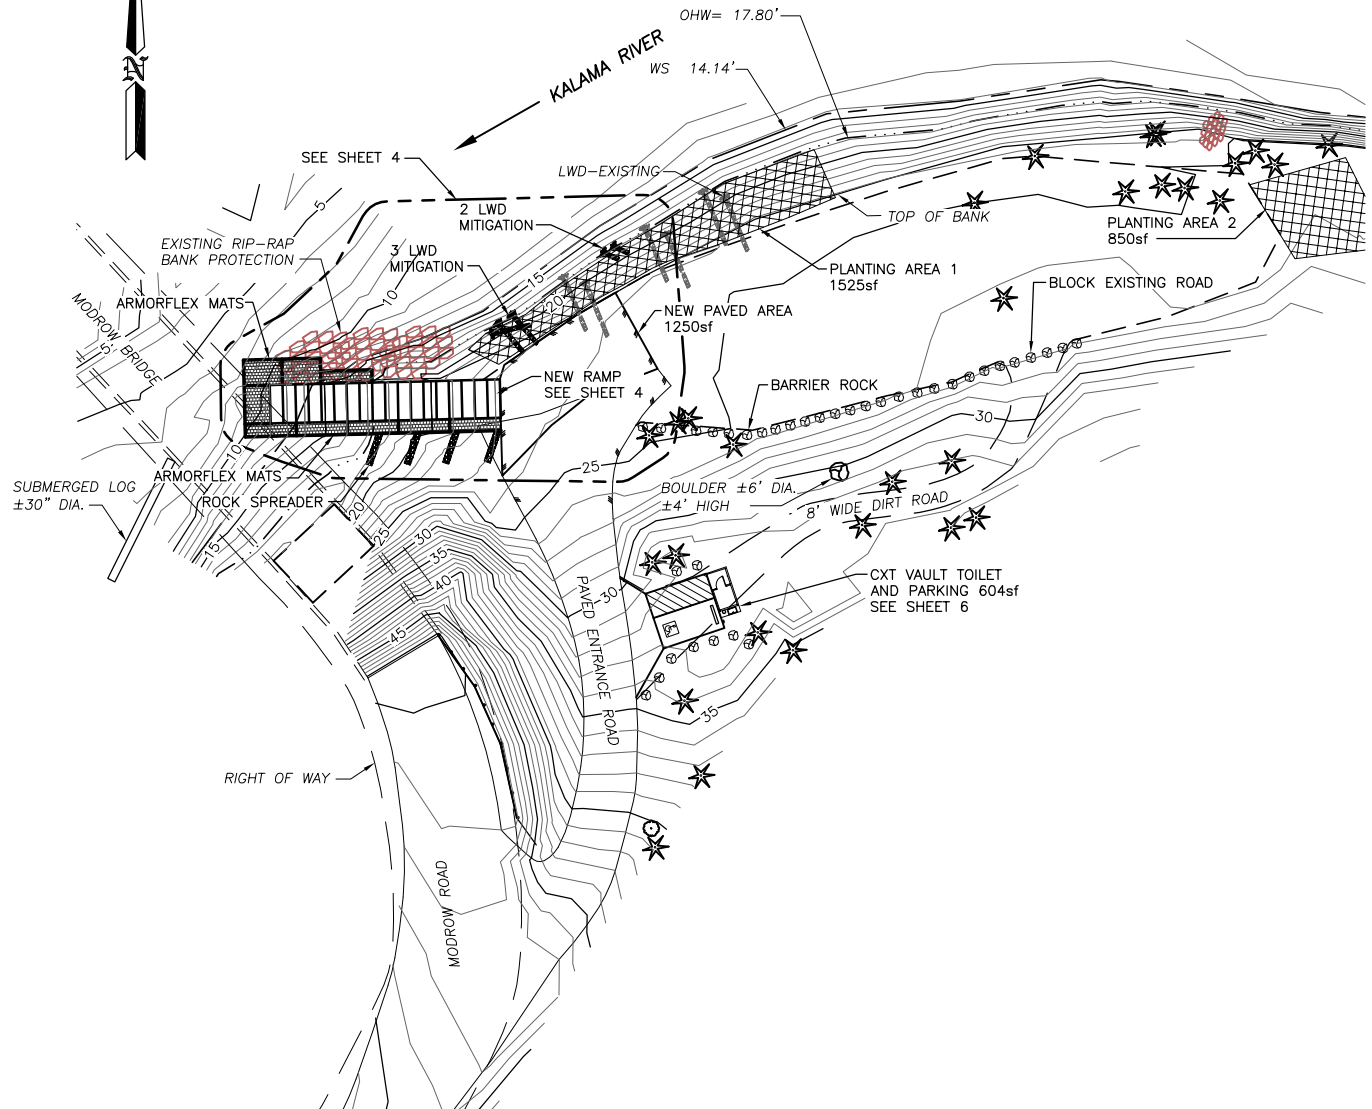 OHW= 17.80'
KALAMA RIVER
WS 14.14'
N
SEE SHEET 4
LWD-EXISTING
2 LWD
MITIGATION
TOP OF BANK
PLANTING AREA 2
850sf
EXISTING RIP-RAP
BANK PROTECTION
3 LWD
MITIGATION
5
15
PLANTING AREA 1
1525sf
BLOCK EXISTING ROAD
10
20
ARMORFLEX MATS
NEW PAVED AREA
1250sf
MODROW BRIDGE
5
NEW RAMP
SEE SHEET 4
BARRIER ROCK
30
10
25
ARMORFLEX MATS
SUBMERGED LOG
±30" DIA.
ROCK SPREADER
BOULDER ±6' DIA.
±4' HIGH
8' WIDE DIRT ROAD
20
25
15
30
35
40
45
30
CXT VAULT TOILET
AND PARKING 604sf
SEE SHEET 6
PAVED ENTRANCE ROAD
35
RIGHT OF WAY
MODROW ROAD